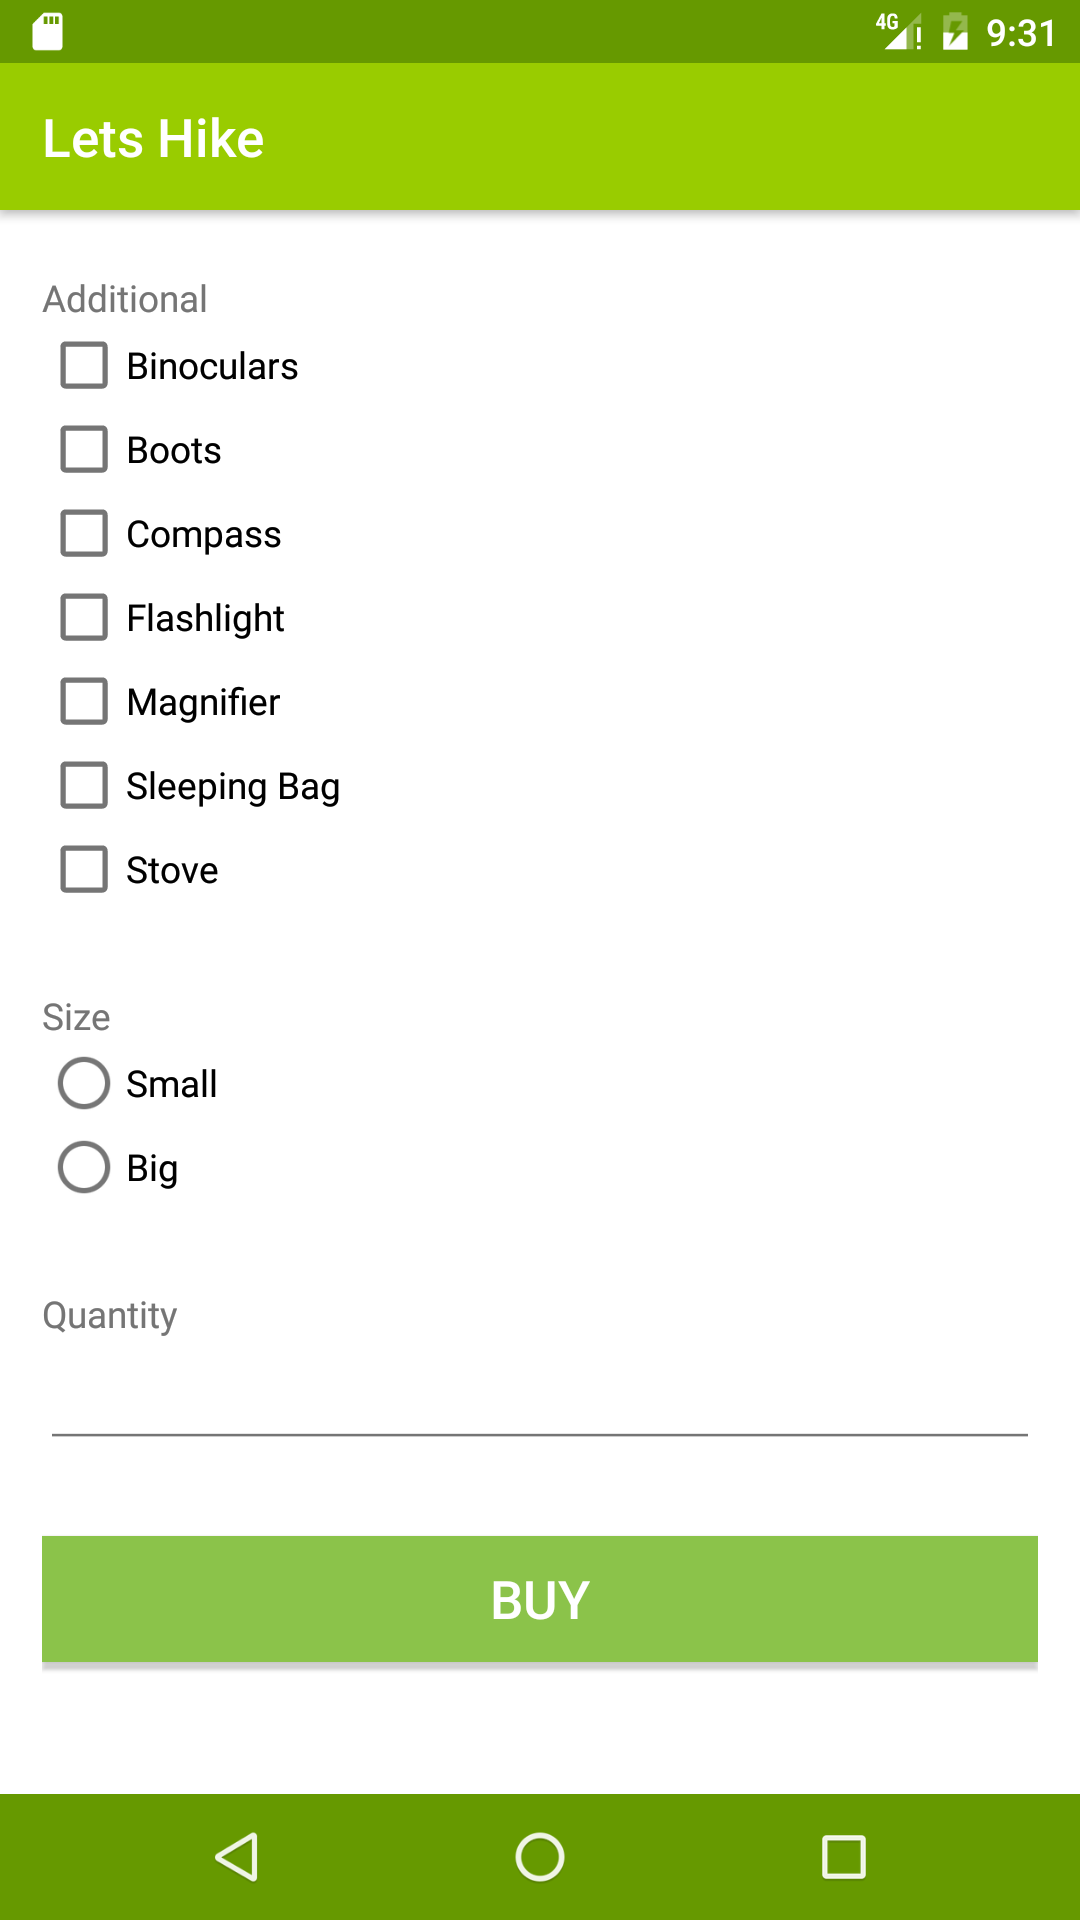 4G 9:31
Lets Hike
Additional
Binoculars
Boots
Compass
Flashlight
Magnifier
Sleeping Bag
Stove
Size
Small
Big
Quantity
BUY